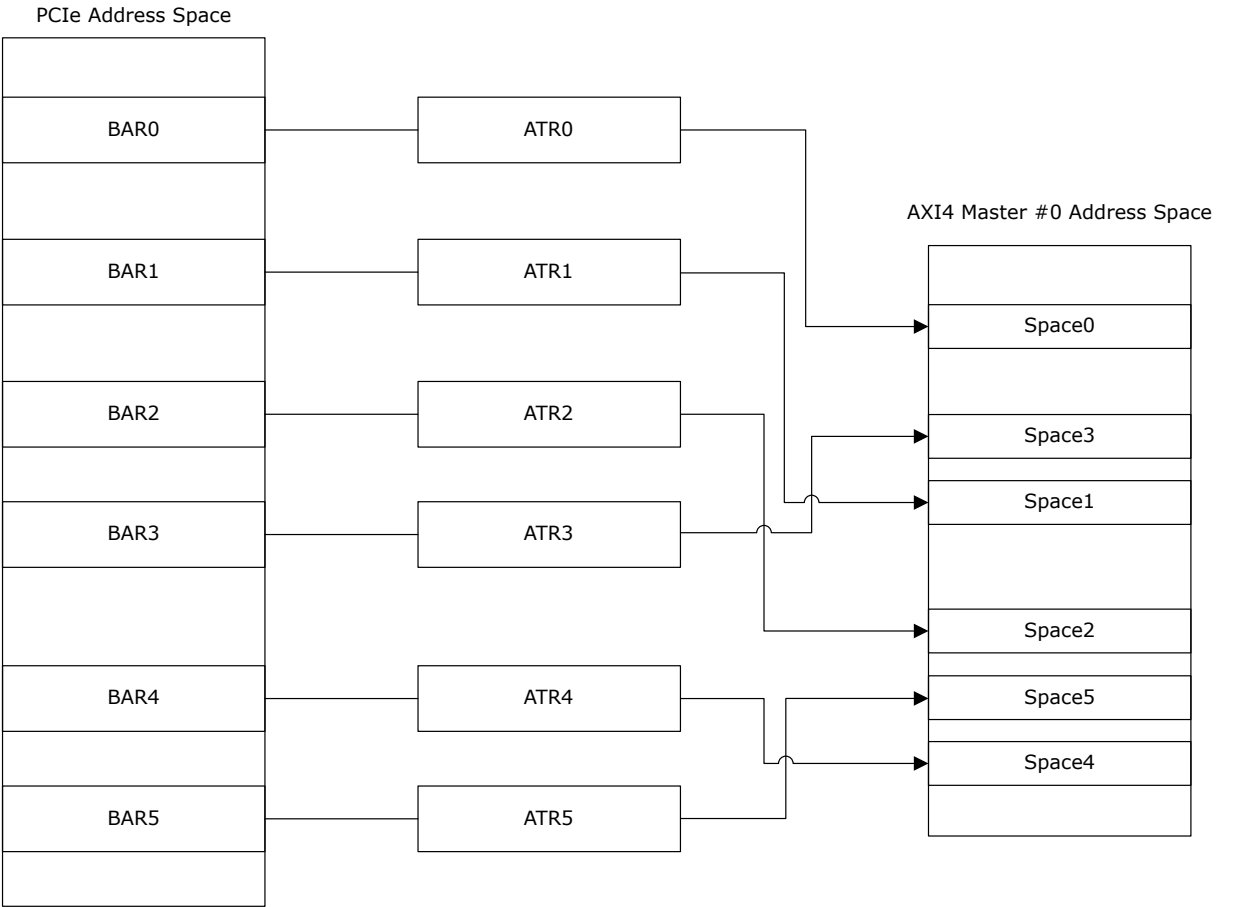 PCIe Address Space
BAR0
ATR0
BAR1
ATR1
BAR2
ATR2
BAR3
ATR3
BAR4
ATR4
BAR5
ATR5
AXI4 Master #0 Address Space
Space0
Space3
Space1
Space2
Space5
Space4